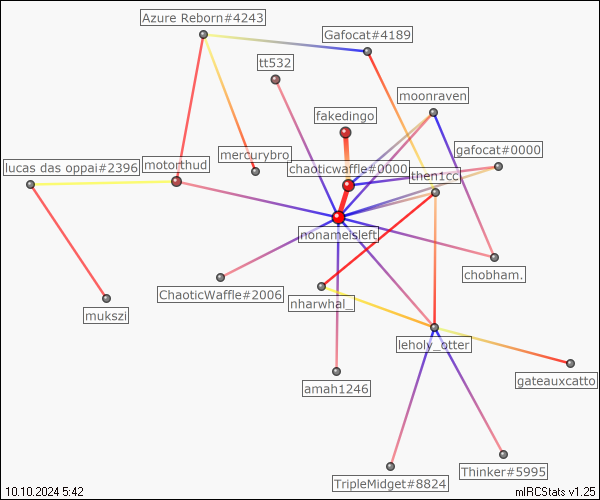 Azure Reborn#4243
Gafocat#4189
tt532
moonraven
fakedingo
gafocat#0000
mercurybro
lucas das oppai#2396
motorthud
chaoticwaffle#0000
then1cc
nonameisleft
chobham.
ChaoticWaffle#2006
nharwhal_
mukszi
leholy_otter
gateauxcatto
amah1246
Thinker#5995
TripleMidget#8824
10.10.2024 5:42
mIRCStats v1.25